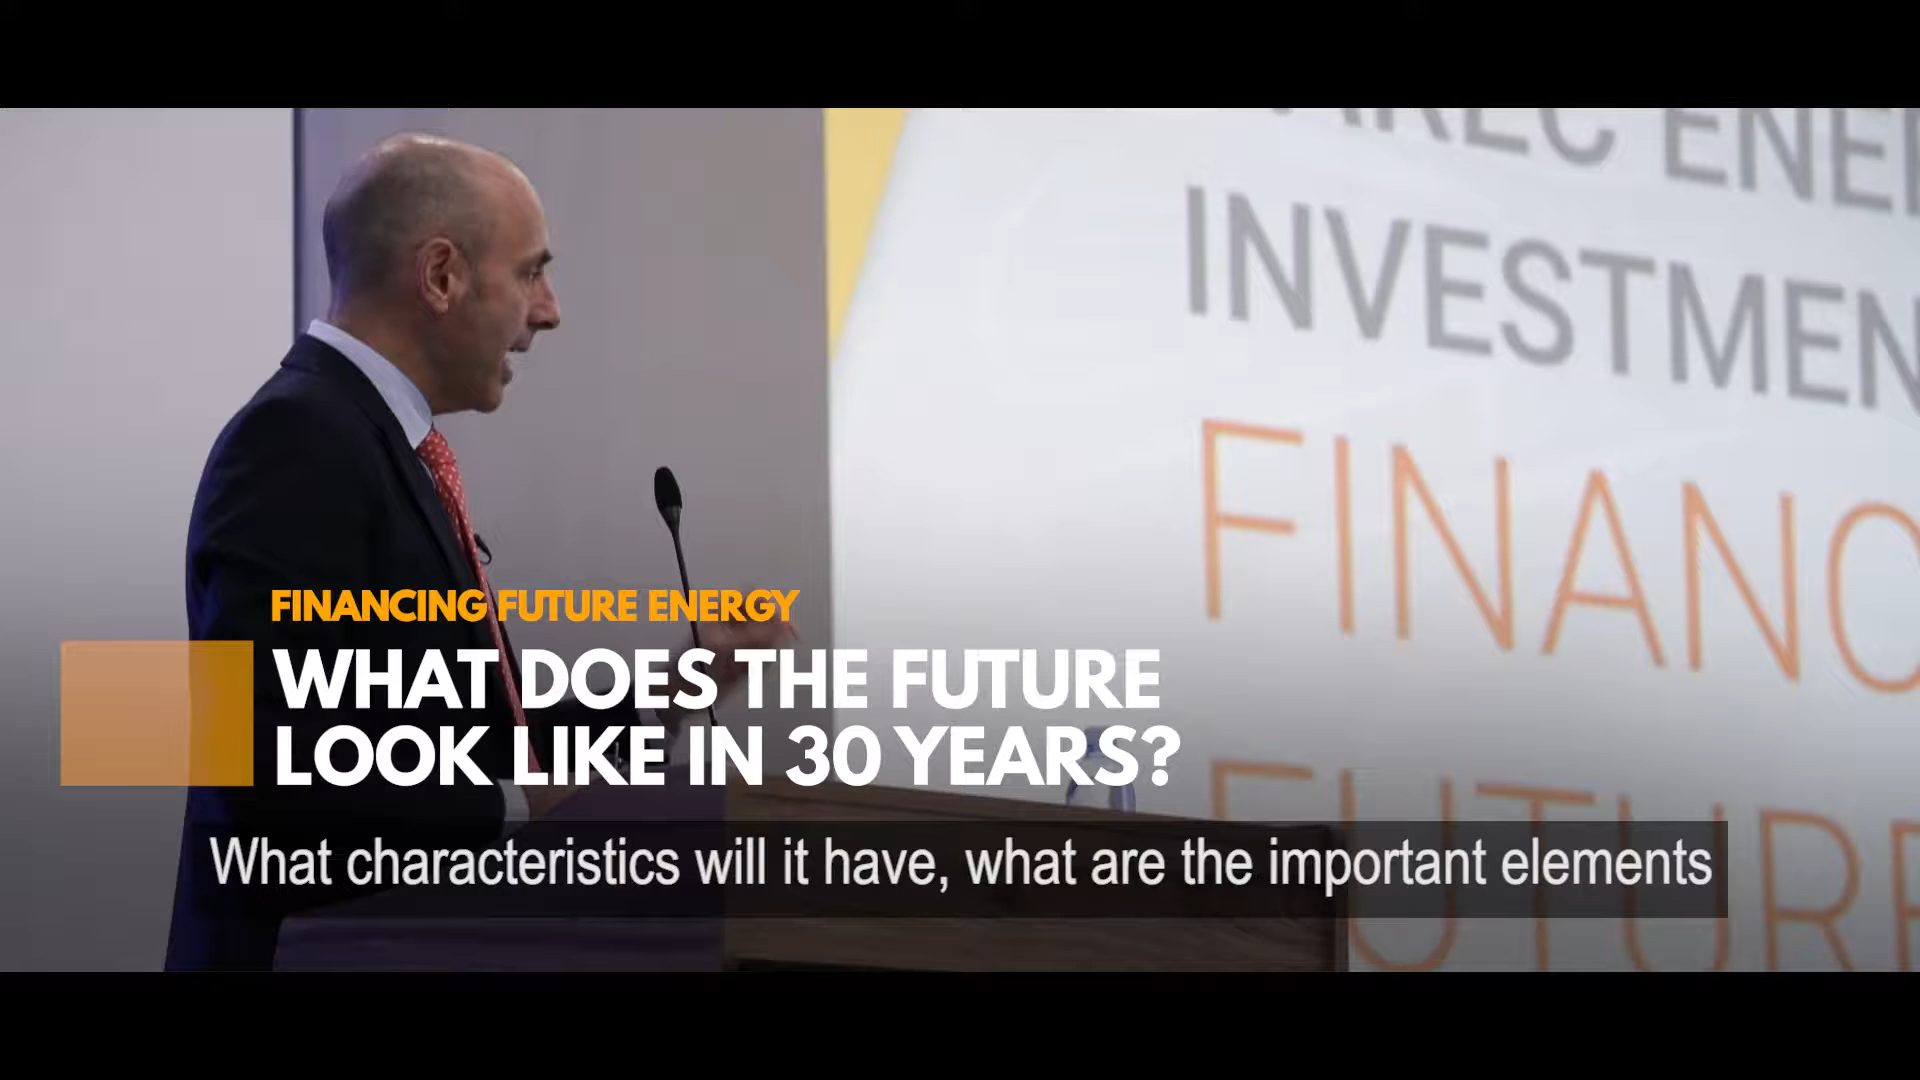 INVESTMEN
FINANC
FUTURE
FINANCING FUTURE ENERGY
WHAT DOES THE FUTURE
LOOK LIKE IN 30 YEARS?
What characteristics will it have, what are the important elements